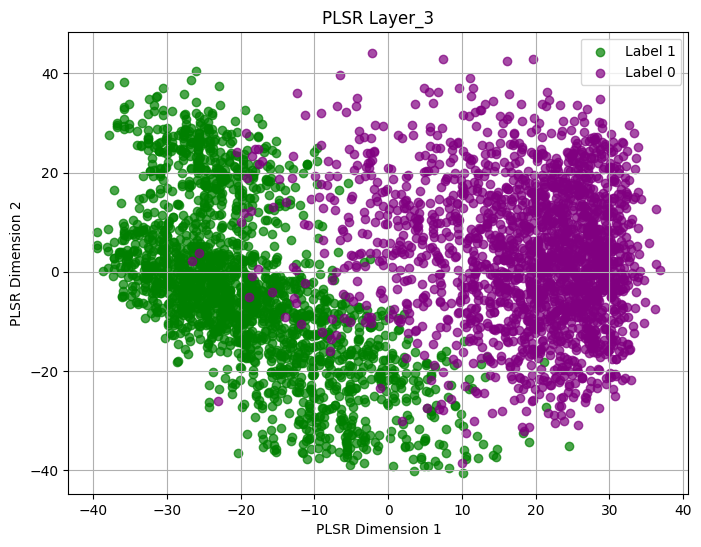 PLSR Layer_3
Label 1
Label 0
PLSR Dimension 2
40
20
0
−20
−40
−40 −30 −20 −10 0 10 20 30 40
PLSR Dimension 1